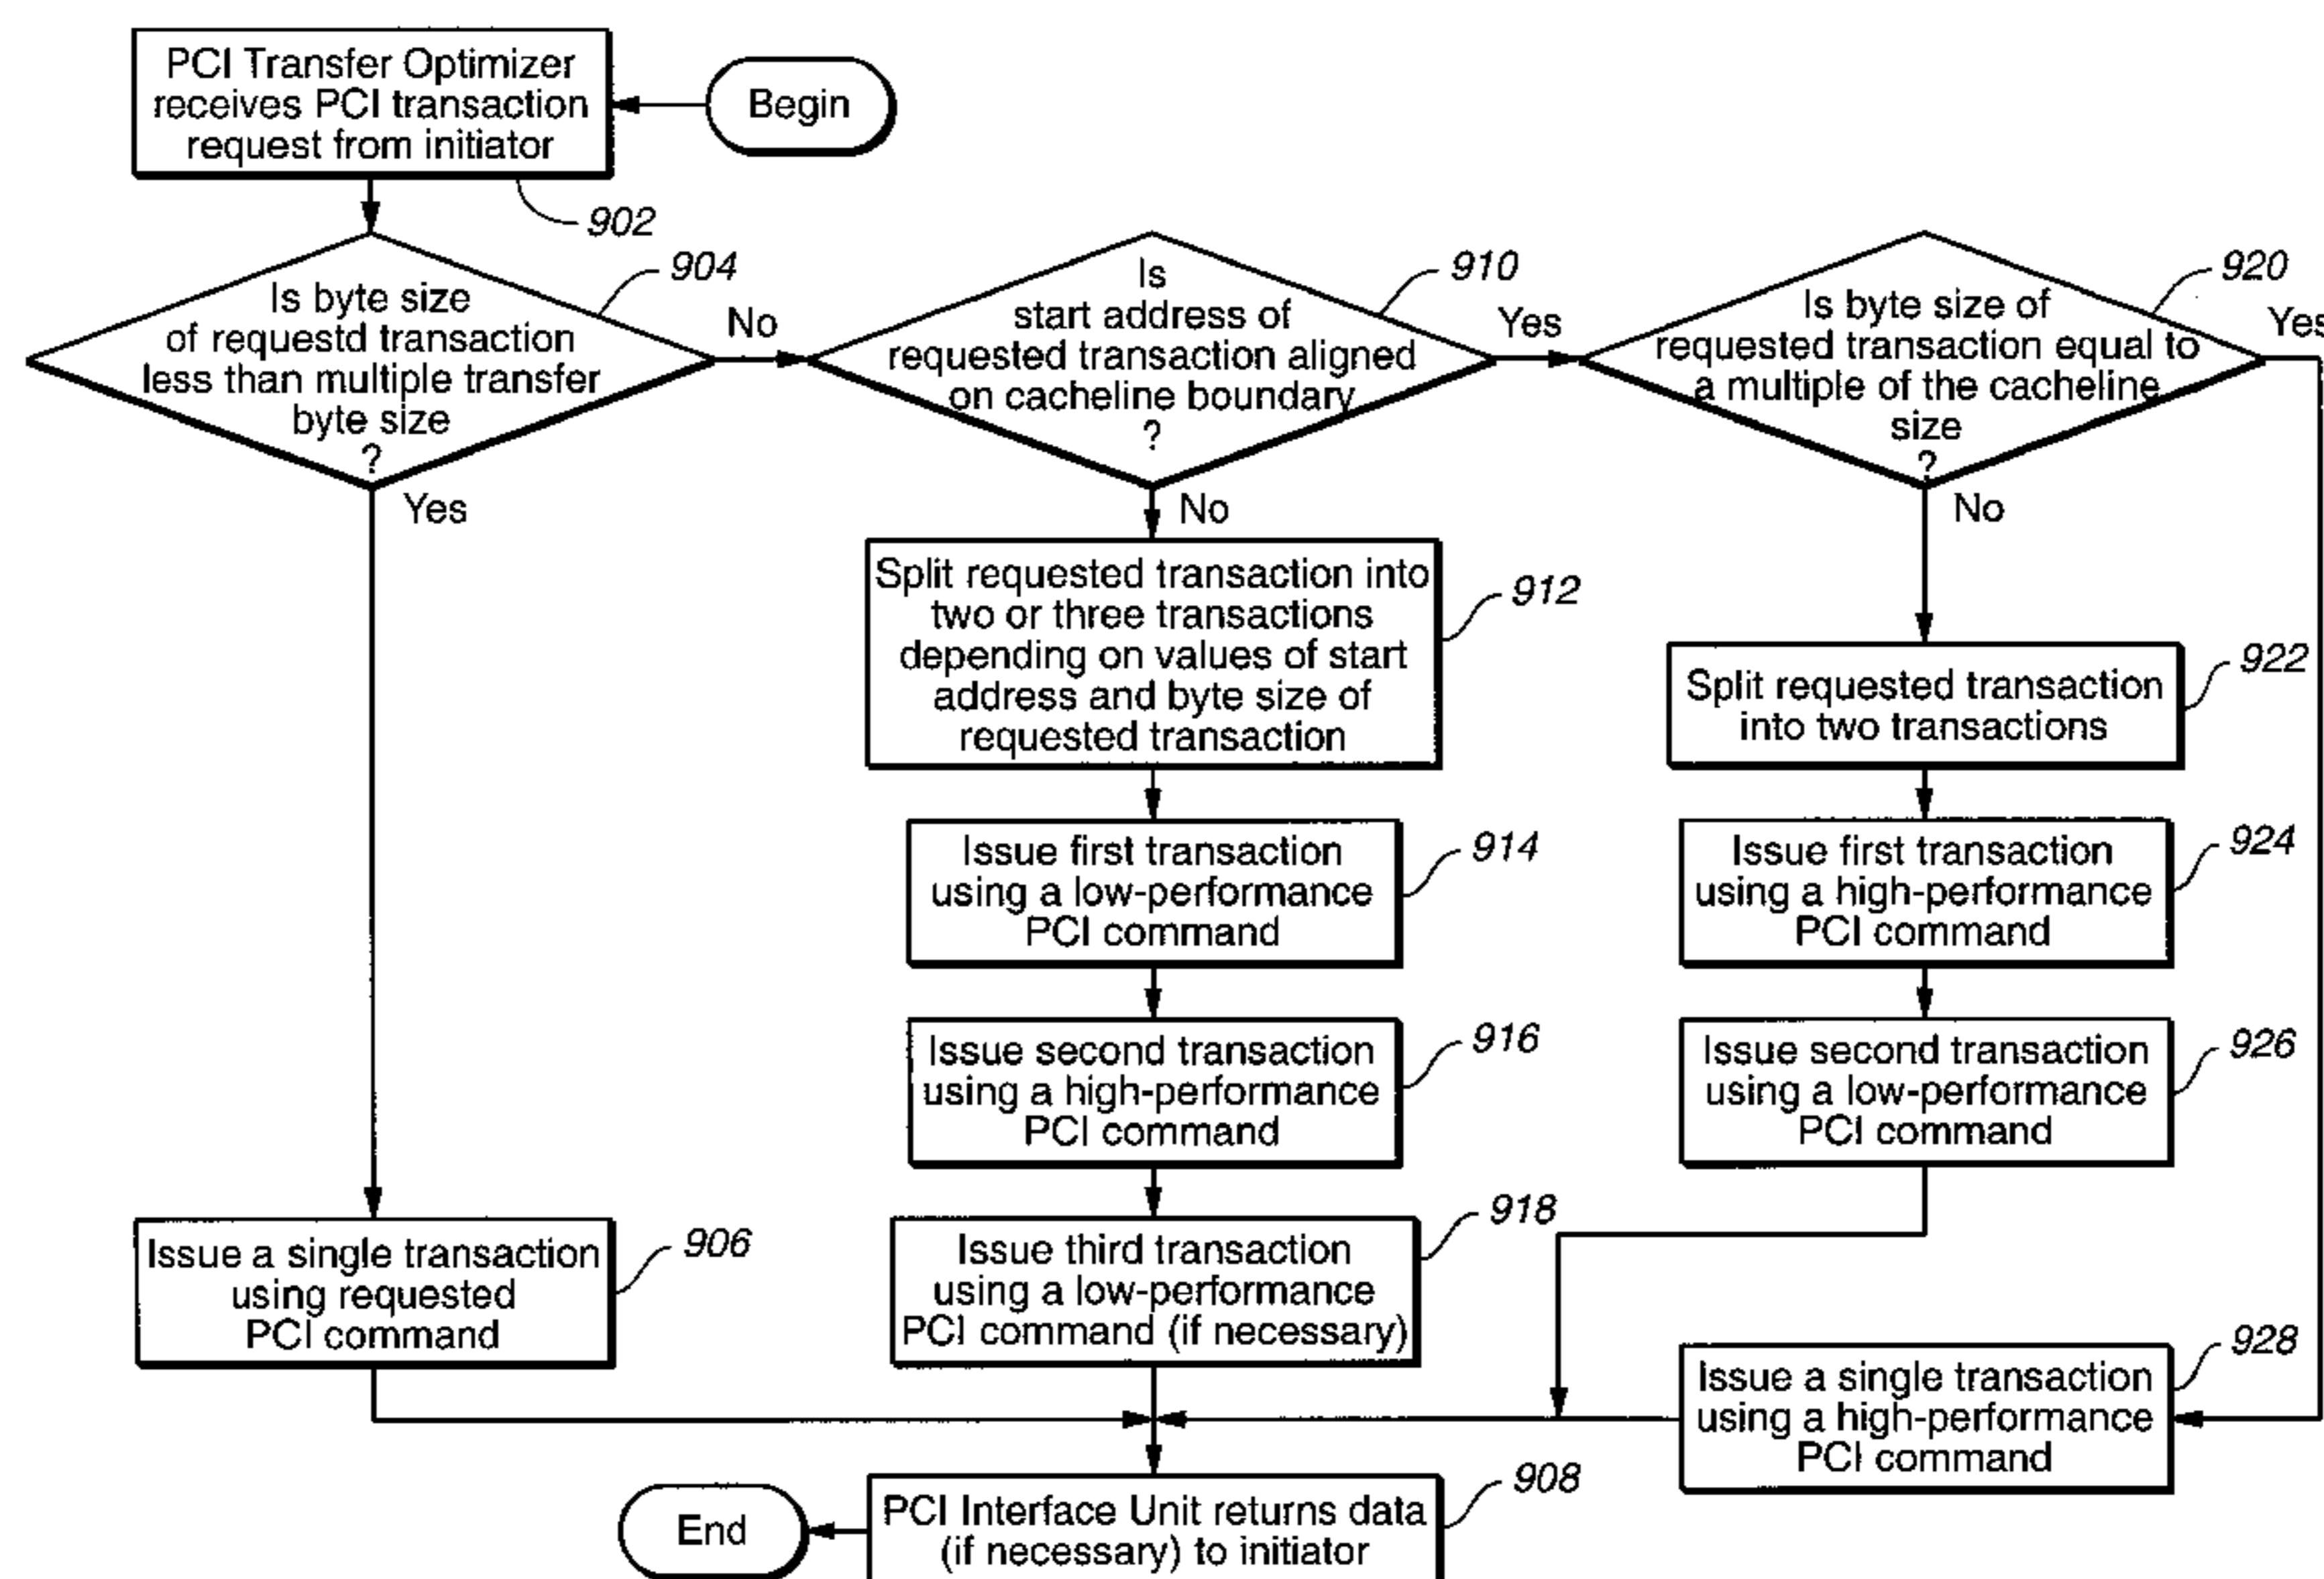 PCI Transfer Optimizer
receives PCI transaction
request from initiator
Begin
902
Is byte size
of requestd transaction
less than multiple transfer
byte size
?
904
No
Yes
Is
start address of
requested transaction aligned
on cacheline boundary
?
910
Yes
No
Is byte size of
requested transaction equal to
a multiple of the cacheline
size
?
920
Yes
No
Split requested transaction into
two or three transactions
depending on values of start
address and byte size of
requested transaction
912
Split requested transaction
into two transactions
922
Issue first transaction
using a low-performance
PCI command
914
Issue first transaction
using a high-performance
PCI command
924
Issue second transaction
using a high-performance
PCI command
916
Issue second transaction
using a low-performance
PCI command
926
Issue a single transaction
using requested
PCI command
906
Issue third transaction
using a low-performance
PCI command (if necessary)
918
Issue a single transaction
using a high-performance
PCI command
928
End
PCI Interface Unit returns data
(if necessary) to initiator
908